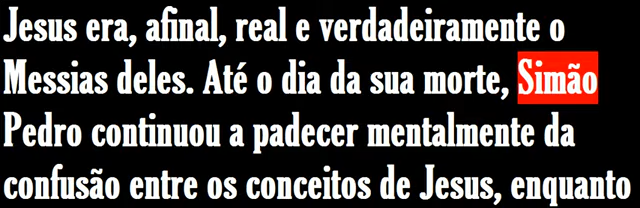 Jesus era, afinal, real e verdadeiramente o
Messias deles. Até o dia da sua morte, Simão
Pedro continuou a padecer mentalmente da
confusão entre os conceitos de Jesus, enquanto